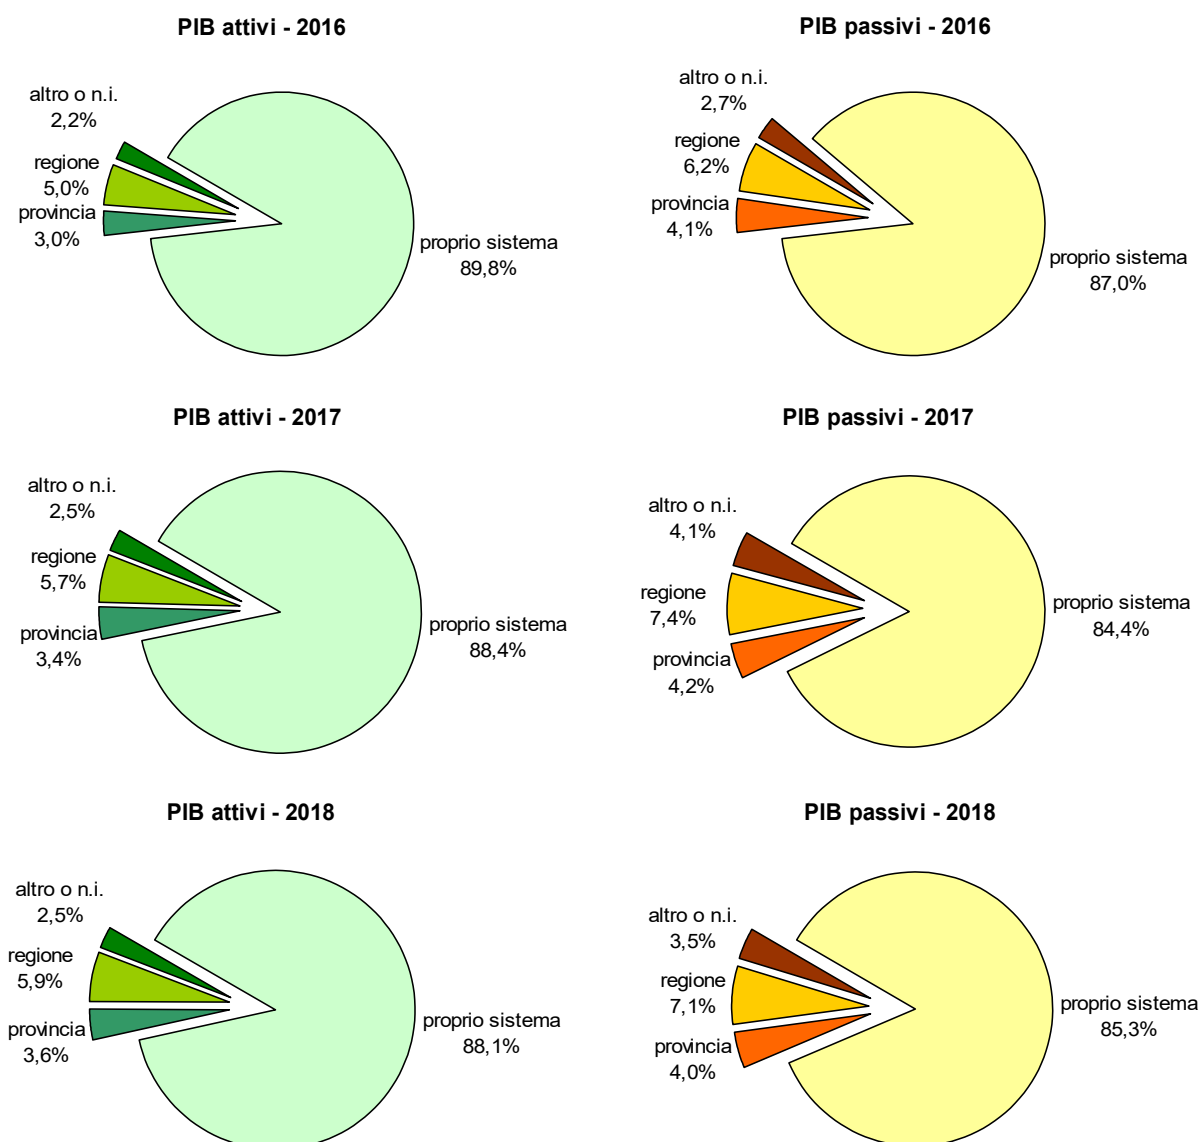 PIB attivi - 2016
altro o n.i.
2,2%
regione
5,0%
provincia
3,0%
proprio sistema
89,8%
PIB passivi - 2016
altro o n.i.
2,7%
regione
6,2%
provincia
4,1%
proprio sistema
87,0%
PIB attivi - 2017
altro o n.i.
2,5%
regione
5,7%
provincia
3,4%
proprio sistema
88,4%
PIB passivi - 2017
altro o n.i.
4,1%
regione
7,4%
provincia
4,2%
proprio sistema
84,4%
PIB attivi - 2018
altro o n.i.
2,5%
regione
5,9%
provincia
3,6%
proprio sistema
88,1%
PIB passivi - 2018
altro o n.i.
3,5%
regione
7,1%
provincia
4,0%
proprio sistema
85,3%